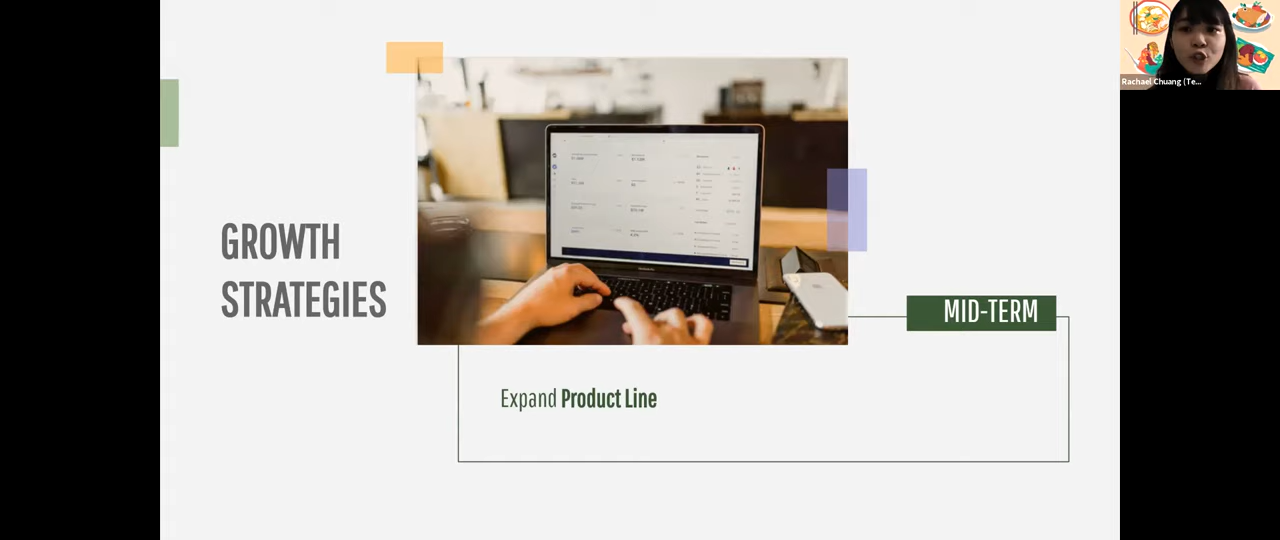 Rachael Chuang (Te...
GROWTH
STRATEGIES
MID-TERM
Expand Product Line